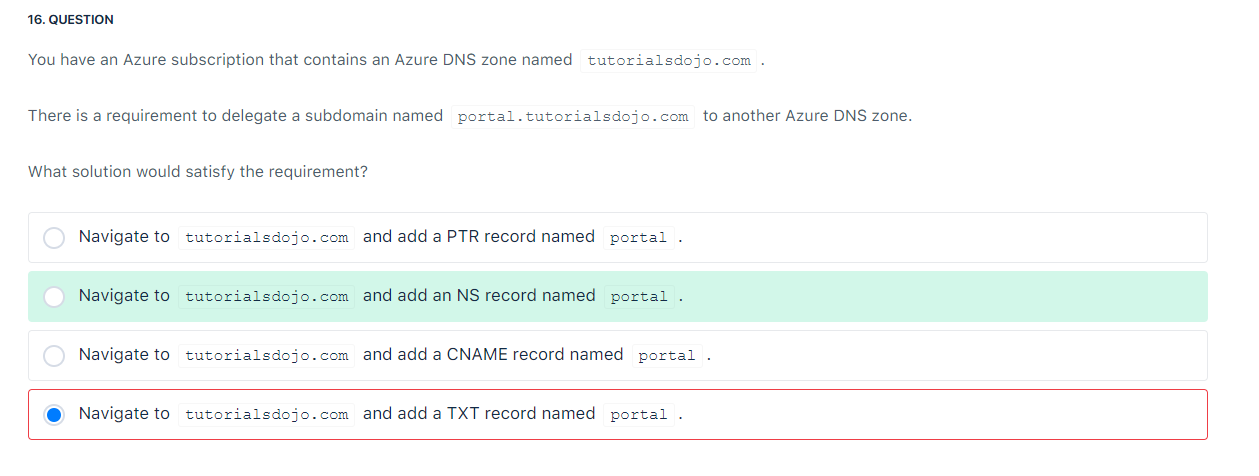 16. QUESTION
You have an Azure subscription that contains an Azure DNS zone named tutorialsdojo.com .
There is a requirement to delegate a subdomain named portal.tutorialsdojo.com to another Azure DNS zone.
What solution would satisfy the requirement?
Navigate to tutorialsdojo.com and add a PTR record named portal .
Navigate to tutorialsdojo.com and add an NS record named portal .
Navigate to tutorialsdojo.com and add a CNAME record named portal .
Navigate to tutorialsdojo.com and add a TXT record named portal .